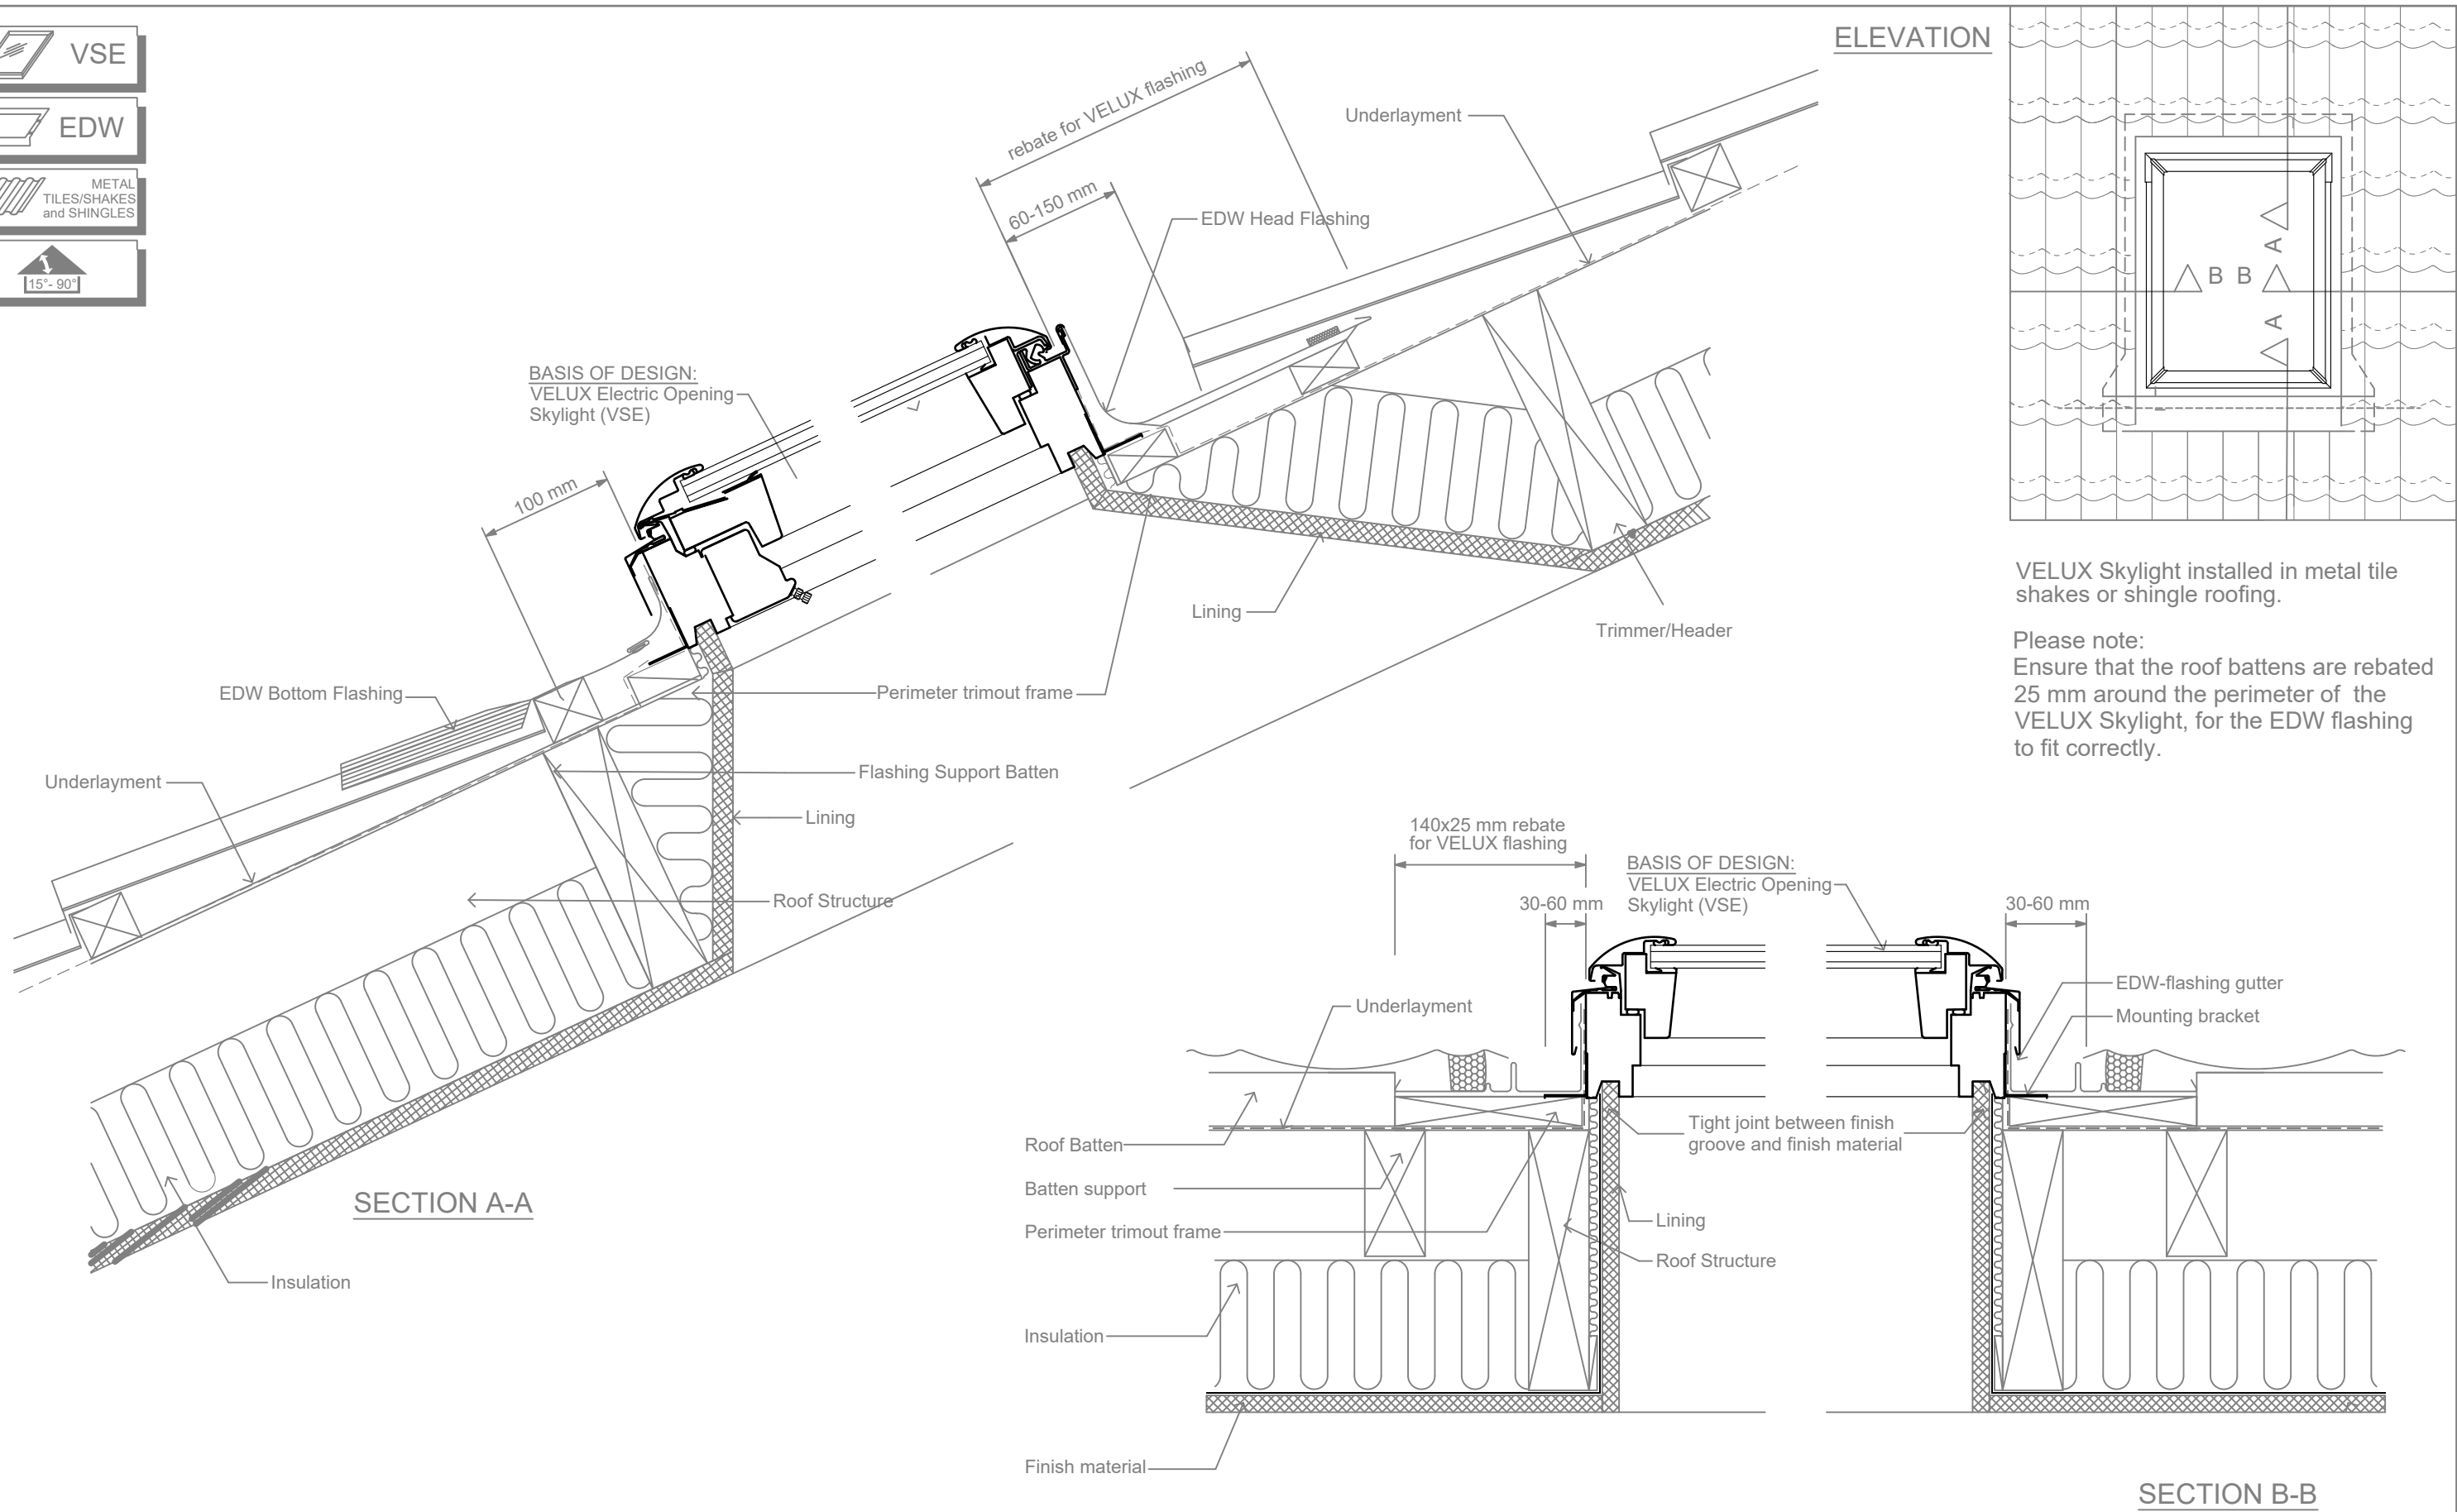 VSE
EDW
METAL
TILES/SHAKES
and SHINGLES
15°- 90°
ELEVATION
rebate for VELUX flashing
60-150 mm
Underlayment
EDW Head Flashing
BASIS OF DESIGN:
VELUX Electric Opening
Skylight (VSE)
100 mm
Lining
Trimmer/Header
EDW Bottom Flashing
Perimeter trimout frame
Underlayment
Flashing Support Batten
Lining
Roof Structure
SECTION A-A
Insulation
B B
A
A
VELUX Skylight installed in metal tile
shakes or shingle roofing.
Please note:
Ensure that the roof battens are rebated
25 mm around the perimeter of the
VELUX Skylight, for the EDW flashing
to fit correctly.
140x25 mm rebate
for VELUX flashing
BASIS OF DESIGN:
VELUX Electric Opening
Skylight (VSE)
30-60 mm
30-60 mm
Underlayment
EDW-flashing gutter
Mounting bracket
Tight joint between finish
groove and finish material
Roof Batten
Batten support
Perimeter trimout frame
Lining
Roof Structure
Insulation
Finish material
SECTION B-B